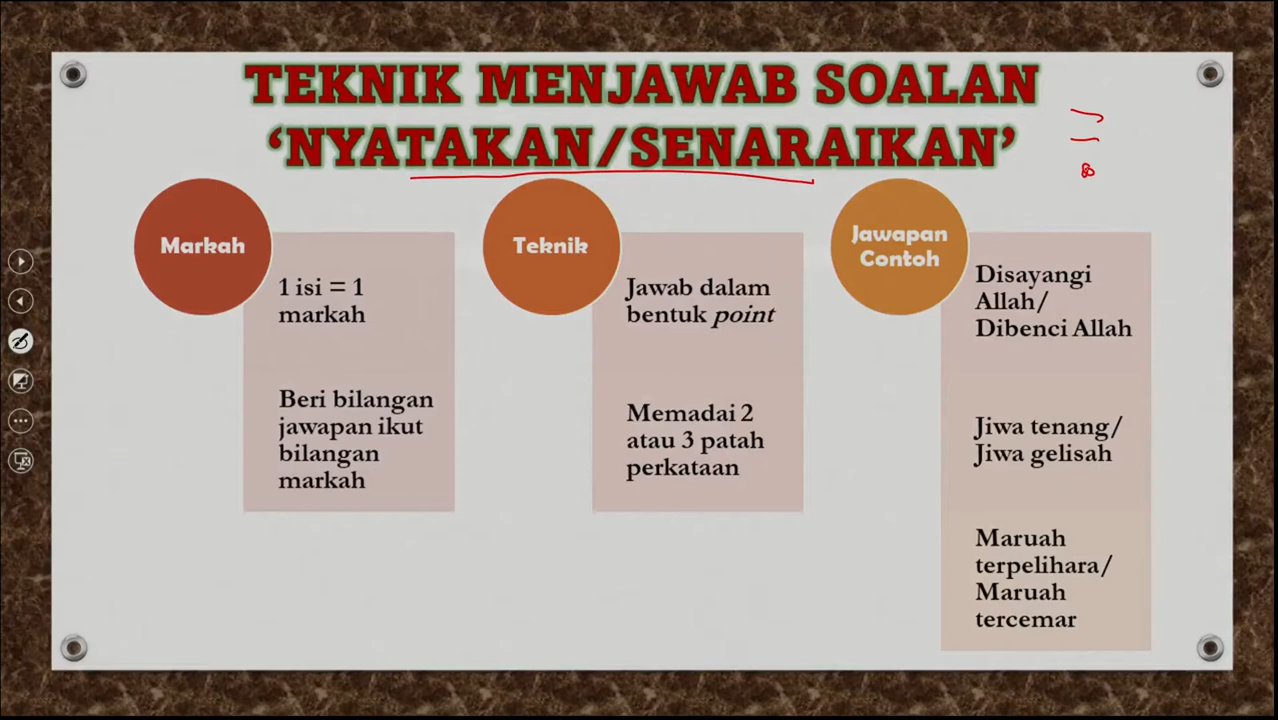 TEKNIK MENJAWAB SOALAN
‘NYATAKAN/SENARAIKAN’
Markah
1 isi = 1
markah
Beri bilangan
jawapan ikut
bilangan
markah
Teknik
Jawab dalam
bentuk point
Memadai 2
atau 3 patah
perkataan
Jawapan
Contoh
Disayangi
Allah/
Dibenci Allah
Jiwa tenang/
Jiwa gelisah
Maruah
terpelihara/
Maruah
tercemar